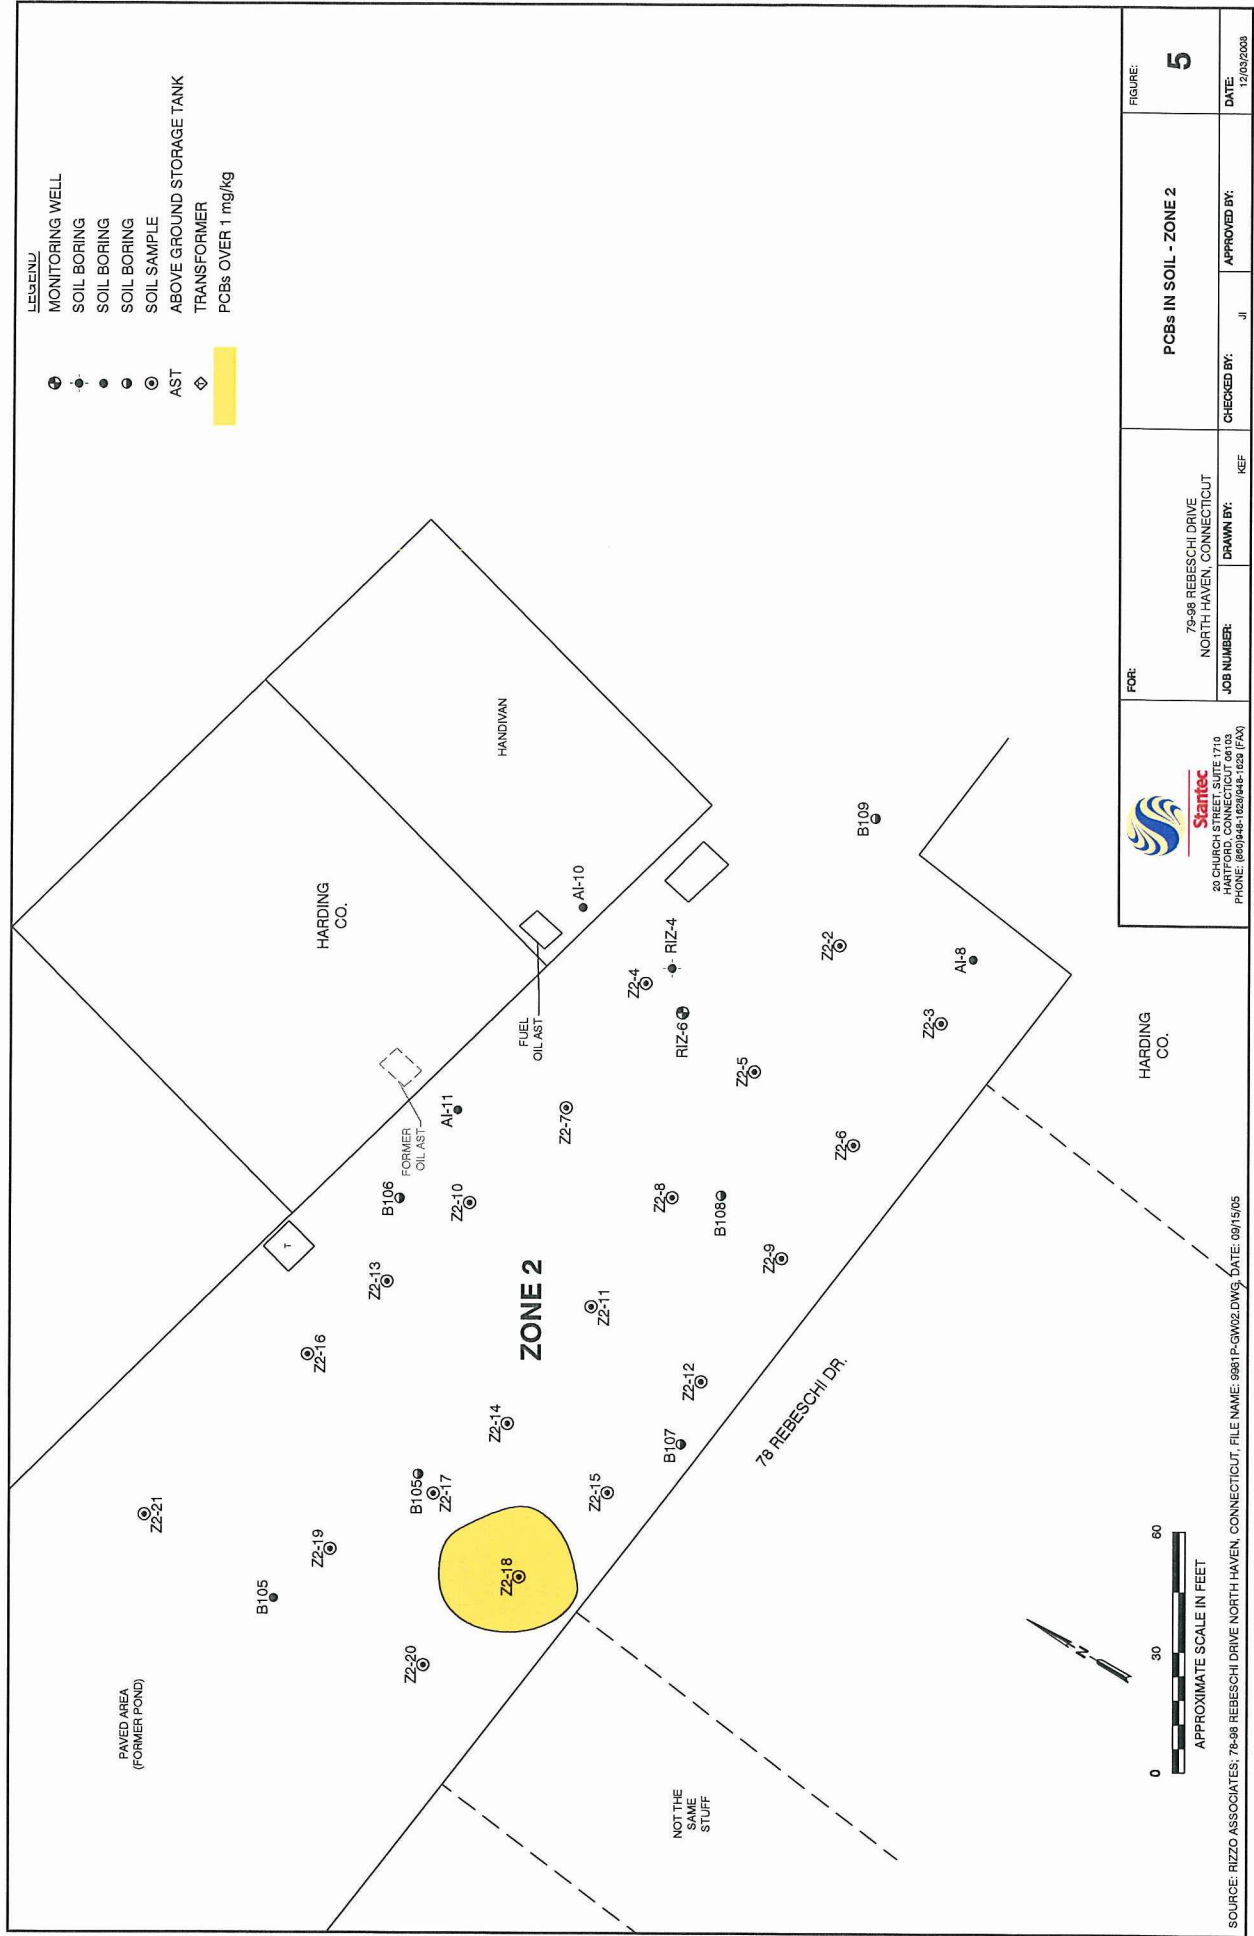 LEGEND
MONITORING WELL
SOIL BORING
SOIL BORING
SOIL BORING
SOIL SAMPLE
AST ABOVE GROUND STORAGE TANK
T TRANSFORMER
PCBs OVER 1 mg/kg
PAVED AREA
(FORMER POND)
Z2-21
B105
Z2-19
Z2-20
B105
Z2-17
Z2-18
Z2-14
Z2-15
Z2-16
Z2-13
T
B106
Z2-10
FORMER
OIL AST
AI-11
HARDING
CO.
HANDIVAN
FUEL
OIL AST
AI-10
ZONE 2
Z2-11
Z2-12
B107
Z2-7
Z2-8
B108
Z2-9
Z2-4
RIZ-4
RIZ-6
Z2-5
Z2-6
Z2-2
Z2-3
AI-8
B109
78 REBESCHI DR.
NOT THE
SAME
STUFF
HARDING
CO.
N
0 30 60
APPROXIMATE SCALE IN FEET
SOURCE: RIZZO ASSOCIATES; 78-98 REBESCHI DRIVE NORTH HAVEN, CONNECTICUT, FILE NAME: 9981P-GW02.DWG, DATE: 09/15/05
Stantec
20 CHURCH STREET, SUITE 1710
HARTFORD, CONNECTICUT 06103
PHONE: (860)948-1628/948-1629 (FAX)
FOR:
79-98 REBESCHI DRIVE
NORTH HAVEN, CONNECTICUT
JOB NUMBER:
DRAWN BY:
KEF
PCBs IN SOIL - ZONE 2
CHECKED BY:
JI
APPROVED BY:
FIGURE:
5
DATE:
12/03/2008